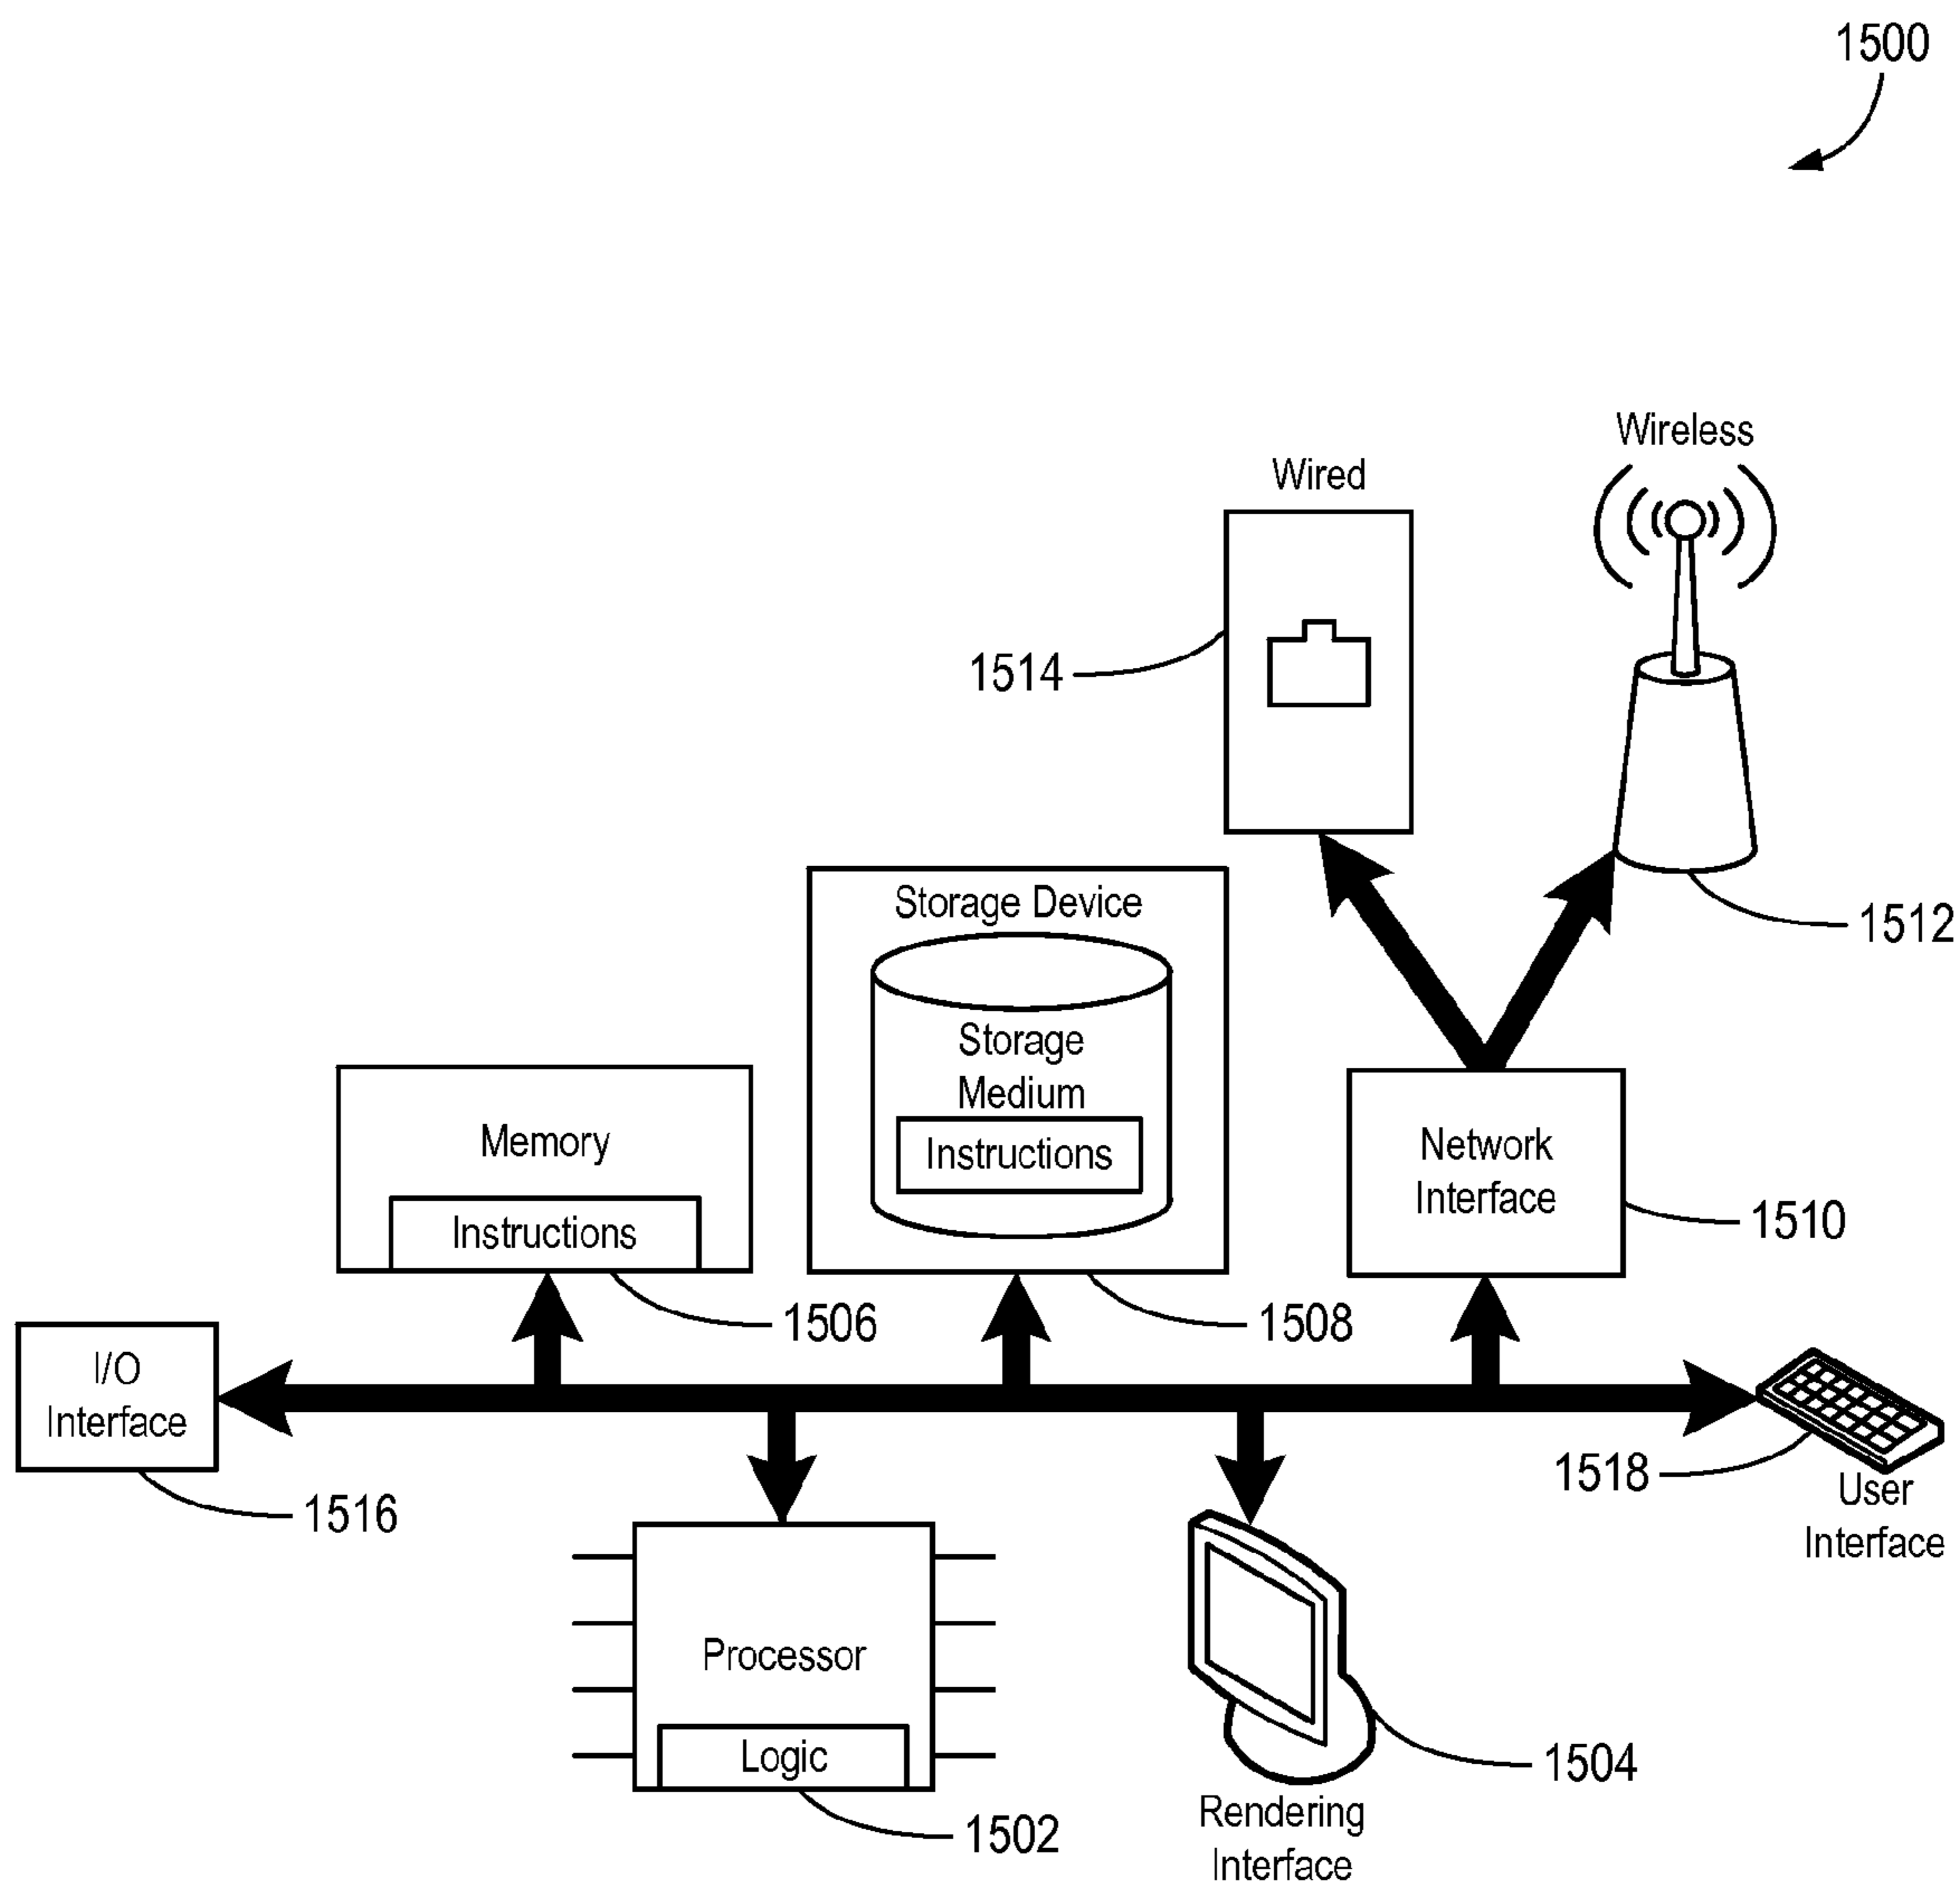 1500
Wireless
Wired
1514
1512
Storage Device
Storage
Medium
Instructions
Memory
Instructions
Network
Interface
1510
1506
1508
I/O
Interface
1516
1518
User
Interface
Processor
Logic
1502
1504
Rendering
Interface